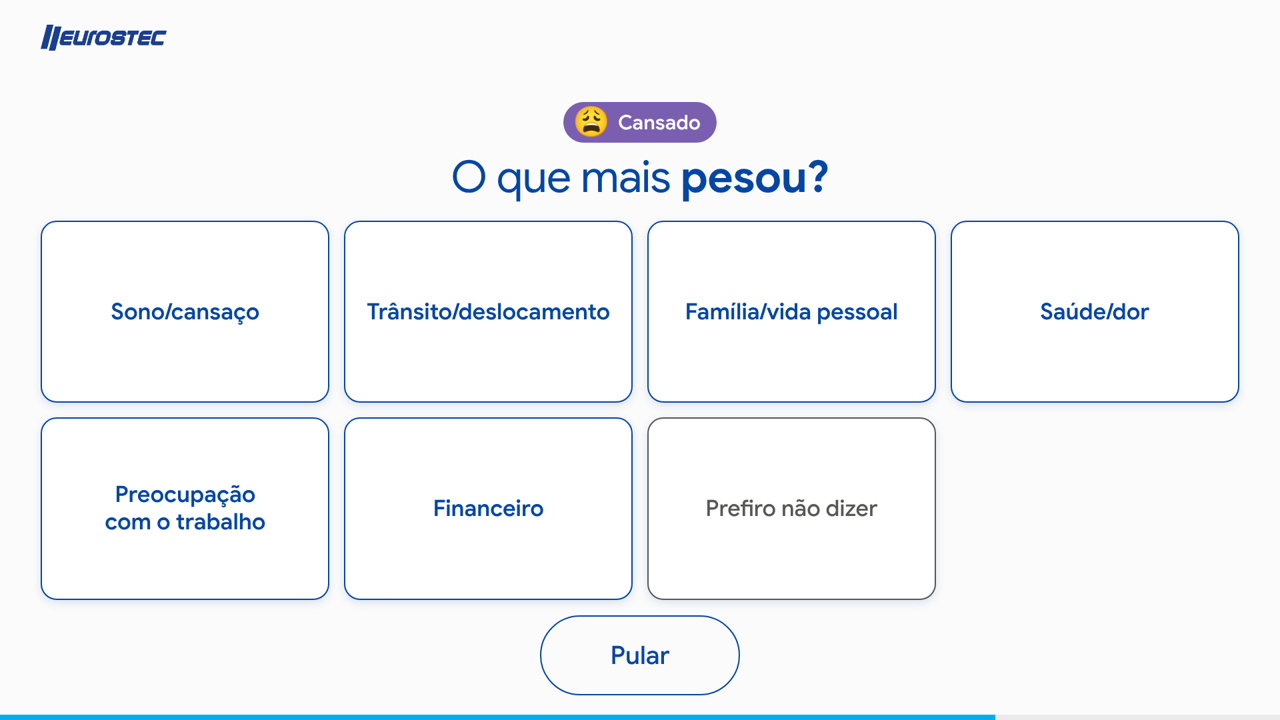 EUROSTEC
Cansado
O que mais pesou?
Sono/cansaço
Trânsito/deslocamento
Família/vida pessoal
Saúde/dor
Preocupação
com o trabalho
Financeiro
Prefiro não dizer
Pular